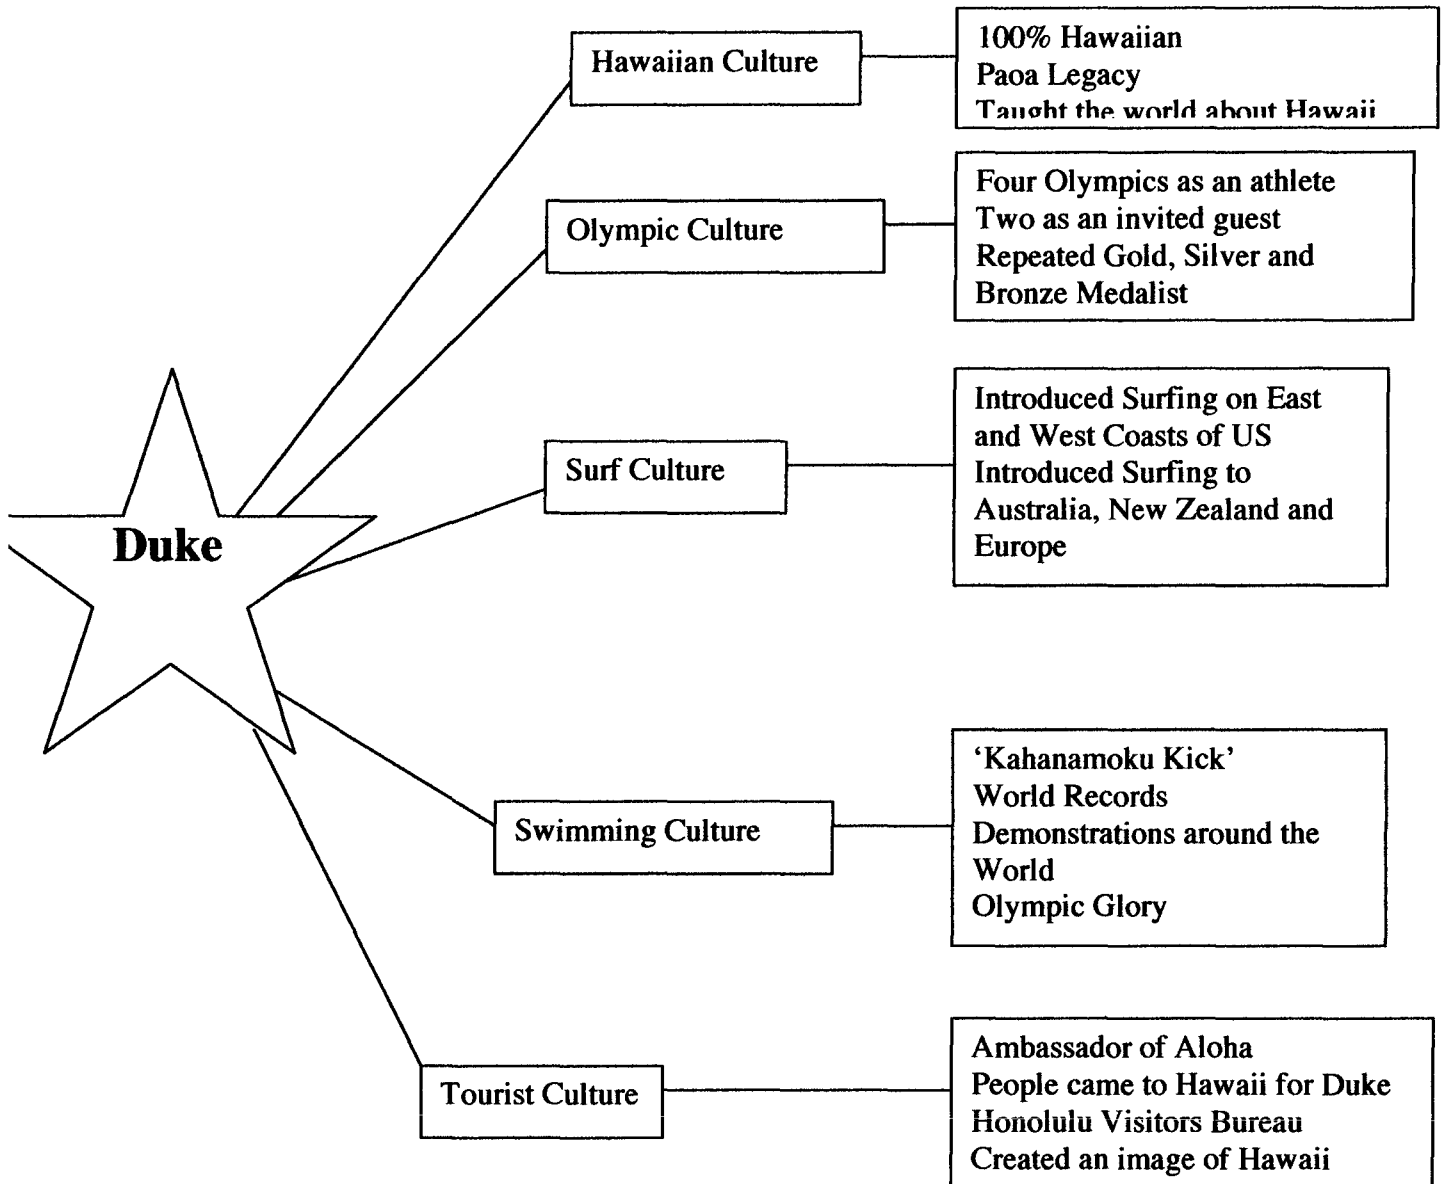 Hawaiian Culture
100% Hawaiian
Paoa Legacy
Taught the world about Hawaii
Olympic Culture
Four Olympics as an athlete
Two as an invited guest
Repeated Gold, Silver and
Bronze Medalist
Duke
Surf Culture
Introduced Surfing on East
and West Coasts of US
Introduced Surfing to
Australia, New Zealand and
Europe
Swimming Culture
‘Kahanamoku Kick’
World Records
Demonstrations around the
World
Olympic Glory
Tourist Culture
Ambassador of Aloha
People came to Hawaii for Duke
Honolulu Visitors Bureau
Created an image of Hawaii